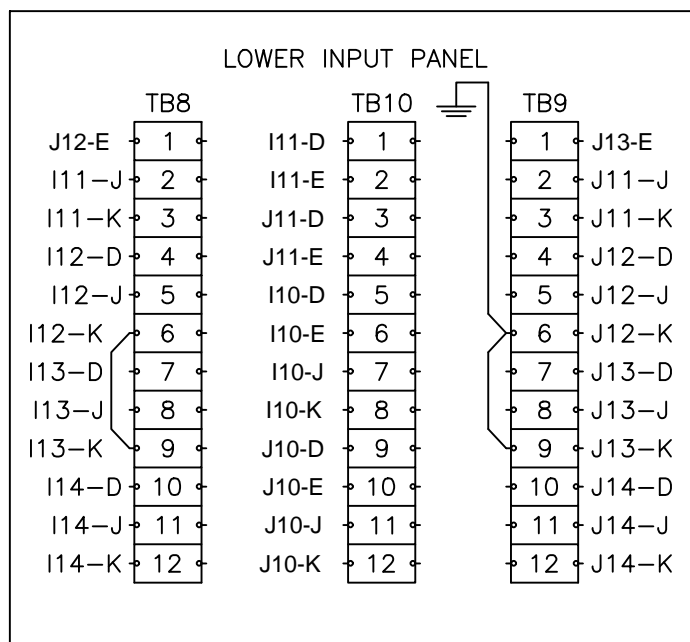 LOWER INPUT PANEL
TB8 TB10 TB9
J12-E 1 I11-D 1 1 J13-E
I11-J 2 I11-E 2 2 J11-J
I11-K 3 J11-D 3 3 J11-K
I12-D 4 J11-E 4 4 J12-D
I12-J 5 I10-D 5 5 J12-J
I12-K 6 I10-E 6 6 J12-K
I13-D 7 I10-J 7 7 J13-D
I13-J 8 I10-K 8 8 J13-J
I13-K 9 J10-D 9 9 J13-K
I14-D 10 J10-E 10 10 J14-D
I14-J 11 J10-J 11 11 J14-J
I14-K 12 J10-K 12 12 J14-K